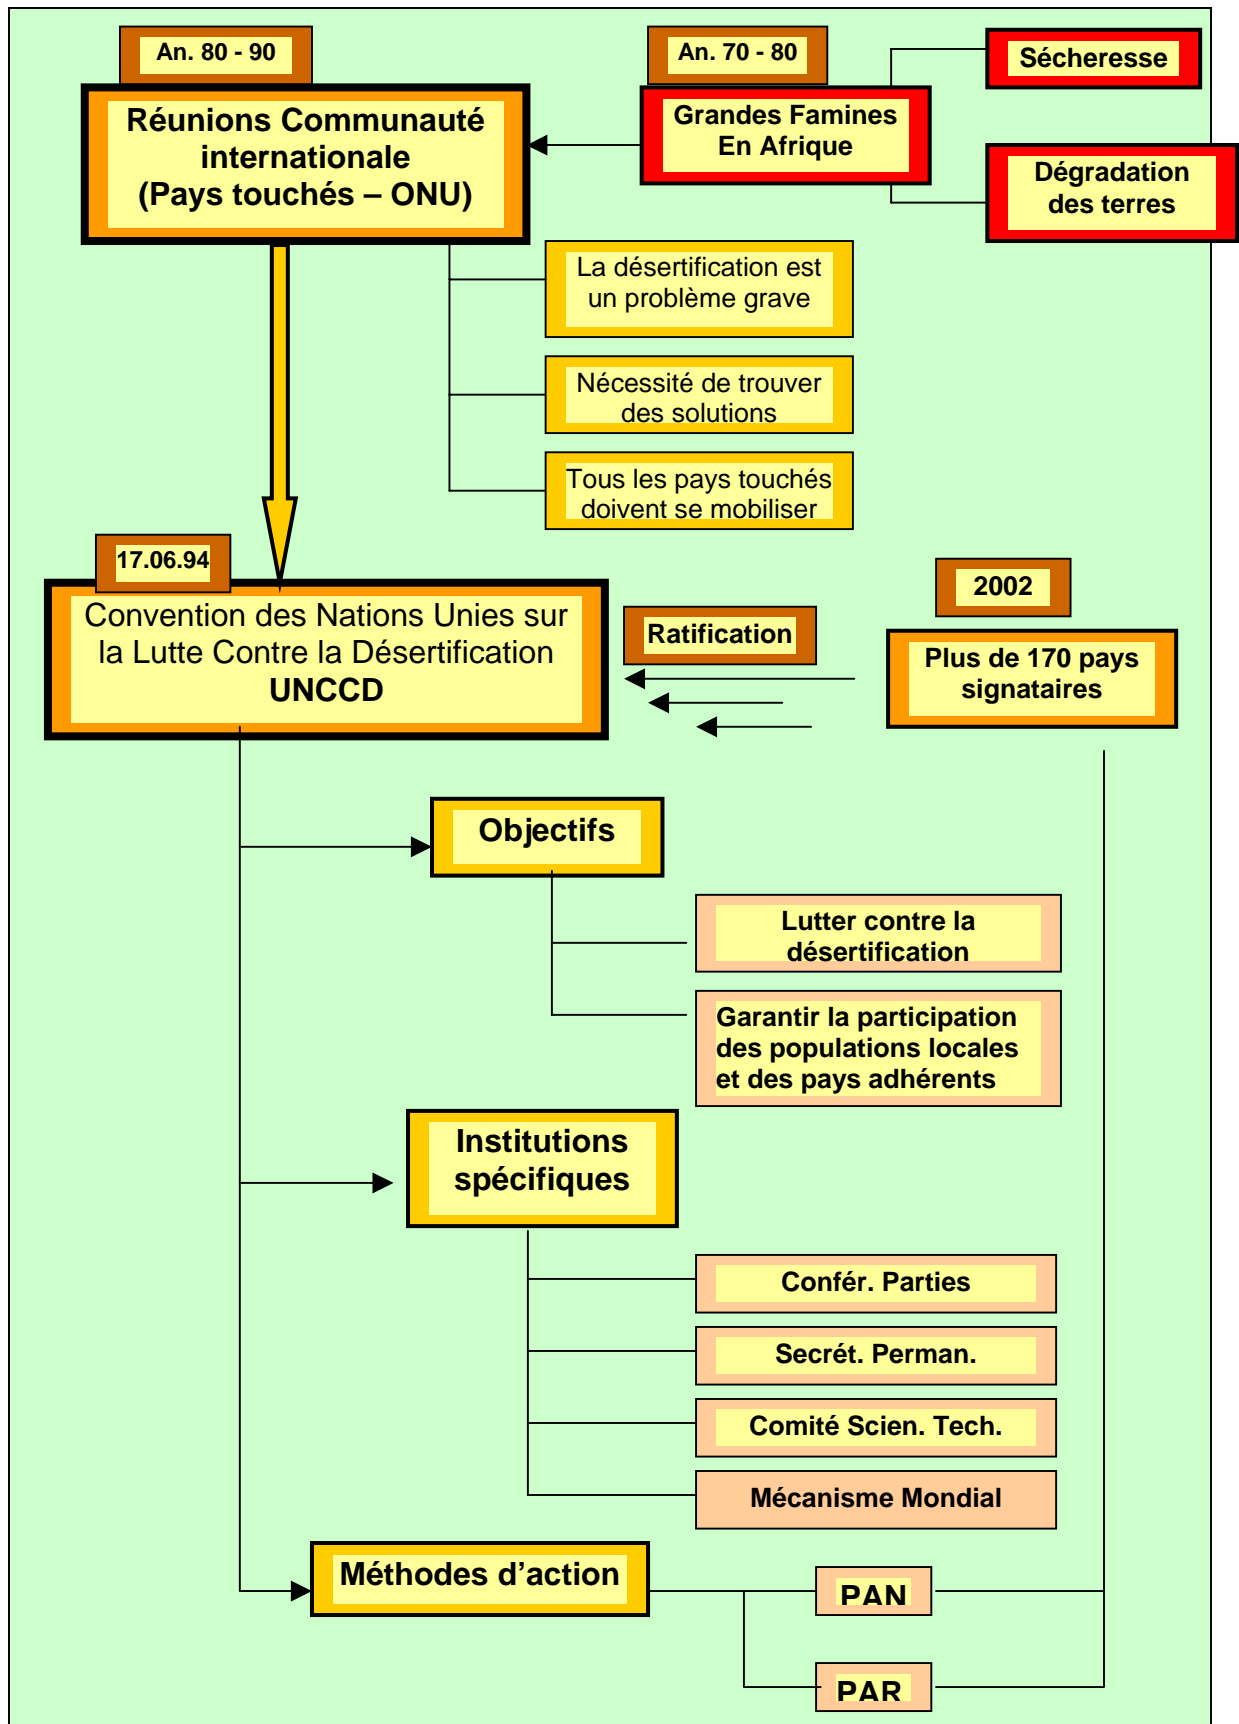 An. 80 - 90
Réunions Communauté
internationale
(Pays touchés – ONU)
An. 70 - 80
Grandes Famines
En Afrique
Sécheresse
Dégradation
des terres
La désertification est
un problème grave
Nécessité de trouver
des solutions
Tous les pays touchés
doivent se mobiliser
17.06.94
Convention des Nations Unies sur
la Lutte Contre la Désertification
UNCCD
Ratification
2002
Plus de 170 pays
signataires
Objectifs
Lutter contre la
désertification
Garantir la participation
des populations locales
et des pays adhérents
Institutions
spécifiques
Confér. Parties
Secrét. Perman.
Comité Scien. Tech.
Mécanisme Mondial
Méthodes d’action
PAN
PAR